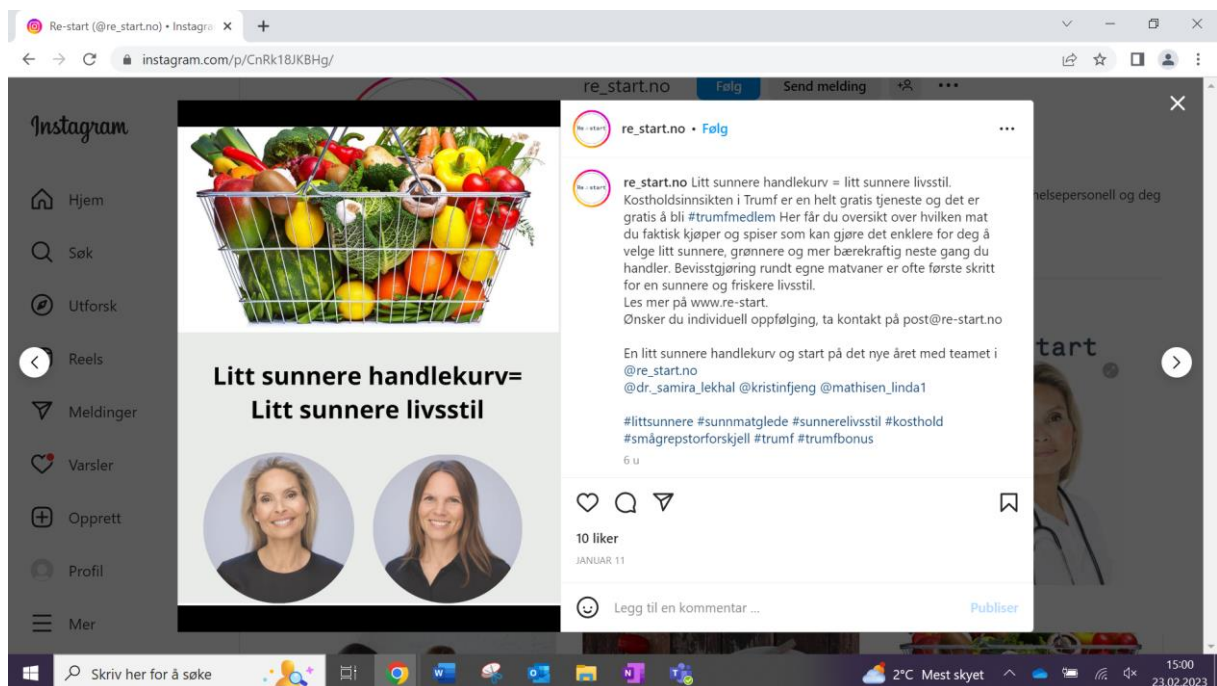 Re-start (@re_start.no) • Instagra
instagram.com/p/CnRk18JKBHg/
re_start.no Følg Send melding
Instagram
Hjem
Søk
Utforsk
Reels
Meldinger
Varsler
Opprett
Profil
Mer
helsepersonell og deg
tart
Litt sunnere handlekurv=
Litt sunnere livsstil
Re-start
re_start.no • Følg
Re-start
re_start.no Litt sunnere handlekurv = litt sunnere livsstil.
Kostholdsinnsikten i Trumf er en helt gratis tjeneste og det er
gratis å bli #trumfmedlem Her får du oversikt over hvilken mat
du faktisk kjøper og spiser som kan gjøre det enklere for deg å
velge litt sunnere, grønnere og mer bærekraftig neste gang du
handler. Bevisstgjøring rundt egne matvaner er ofte første skritt
for en sunnere og friskere livsstil.
Les mer på www.re-start.
Ønsker du individuell oppfølging, ta kontakt på post@re-start.no
En litt sunnere handlekurv og start på det nye året med teamet i
@re_start.no
@dr._samira_lekhal @kristinfjeng @mathisen_linda1
#littsunnere #sunnmatglede #sunnerelivsstil #kosthold
#smågrepstorforskjell #trumf #trumfbonus
6 u
10 liker
JANUAR 11
Legg til en kommentar ...
Publiser
Skriv her for å søke
2°C Mest skyet
15:00
23.02.2023